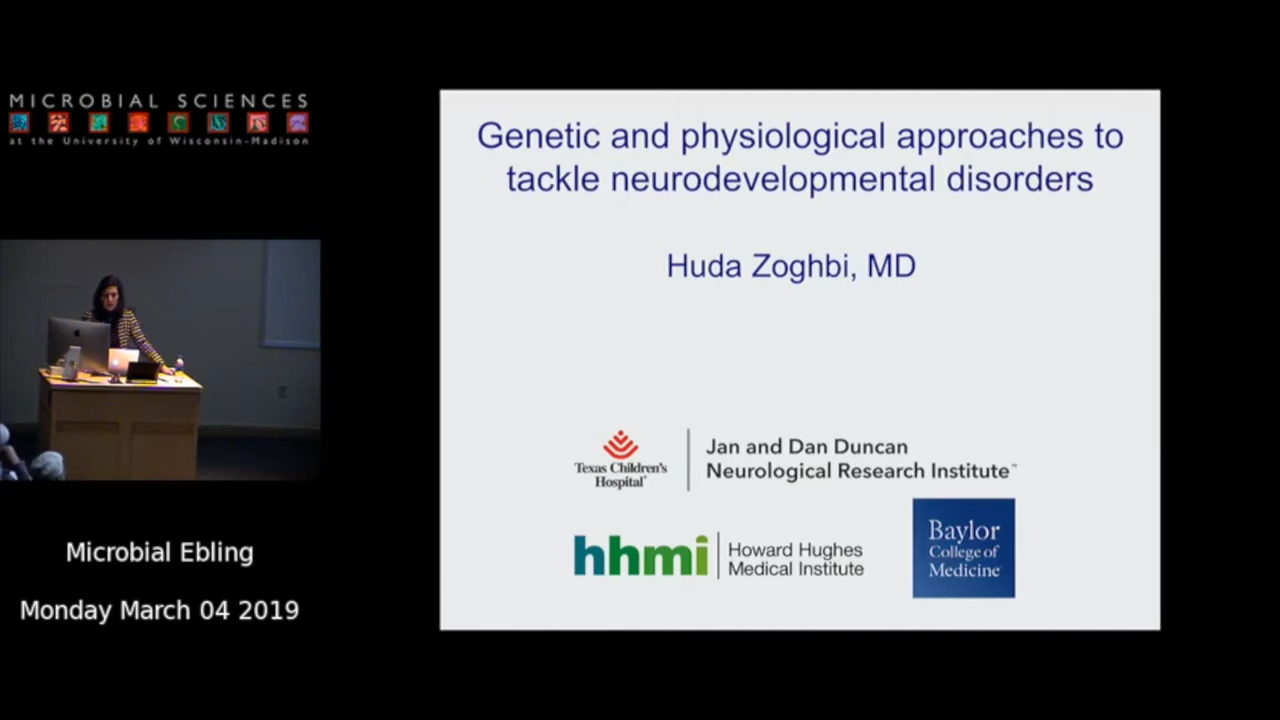 MICROBIAL SCIENCES
at the University of Wisconsin-Madison
Genetic and physiological approaches to
tackle neurodevelopmental disorders
Huda Zoghbi, MD
Texas Children's
Hospital
Jan and Dan Duncan
Neurological Research Institute™
hhmi
Howard Hughes
Medical Institute
Baylor
College of
Medicine
Microbial Ebling
Monday March 04 2019